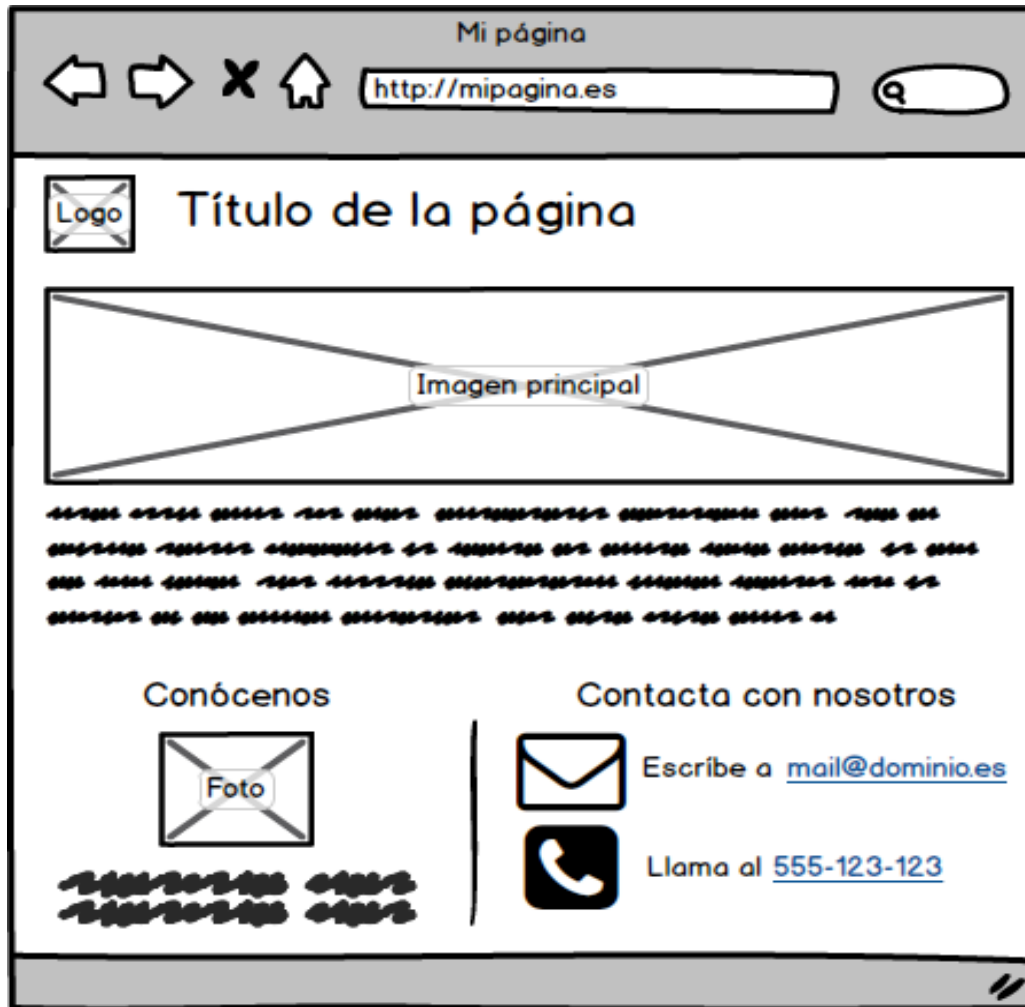 Mi página
http://mipagina.es
Logo
Título de la página
Imagen principal
Conócenos
Foto
Contacta con nosotros
Escríbe a mail@dominio.es
Llama al 555-123-123